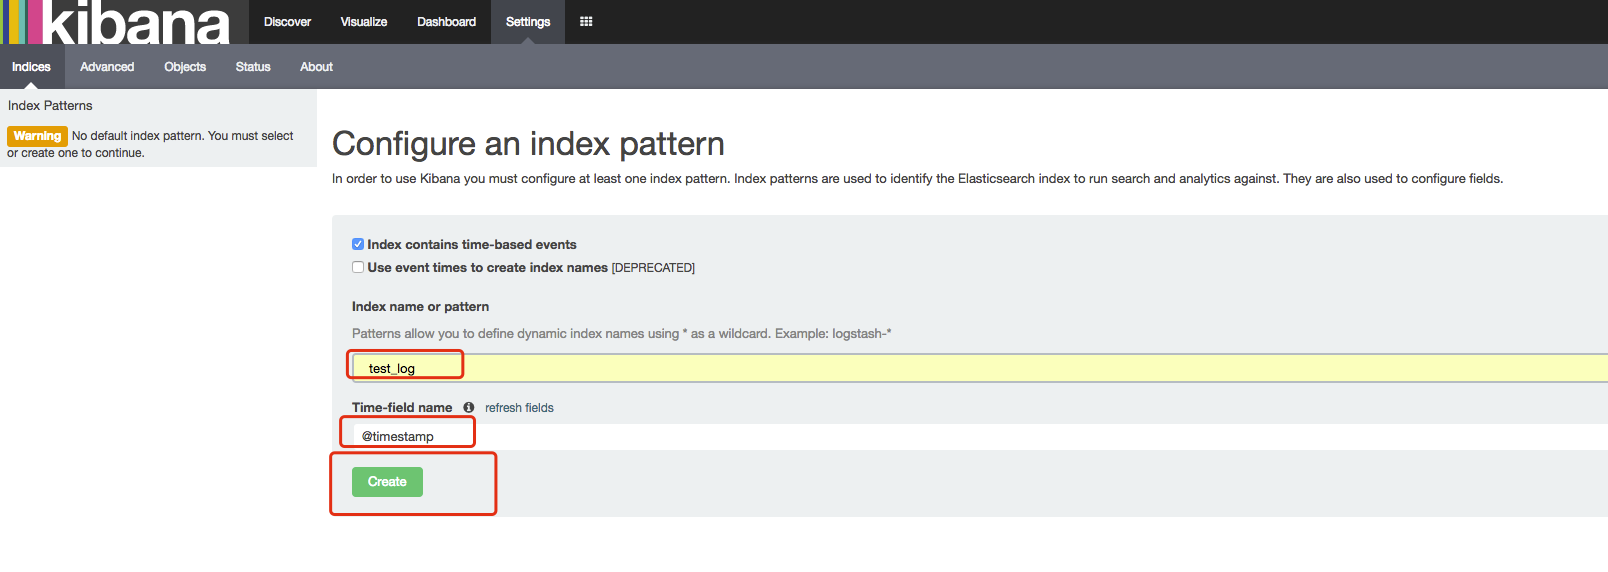 kibana Discover Visualize Dashboard Settings
Indices Advanced Objects Status About
Index Patterns
Warning No default index pattern. You must select
or create one to continue.
Configure an index pattern
In order to use Kibana you must configure at least one index pattern. Index patterns are used to identify the Elasticsearch index to run search and analytics against. They are also used to configure fields.
Index contains time-based events
Use event times to create index names [DEPRECATED]
Index name or pattern
Patterns allow you to define dynamic index names using * as a wildcard. Example: logstash-*
test_log
Time-field name refresh fields
@timestamp
Create